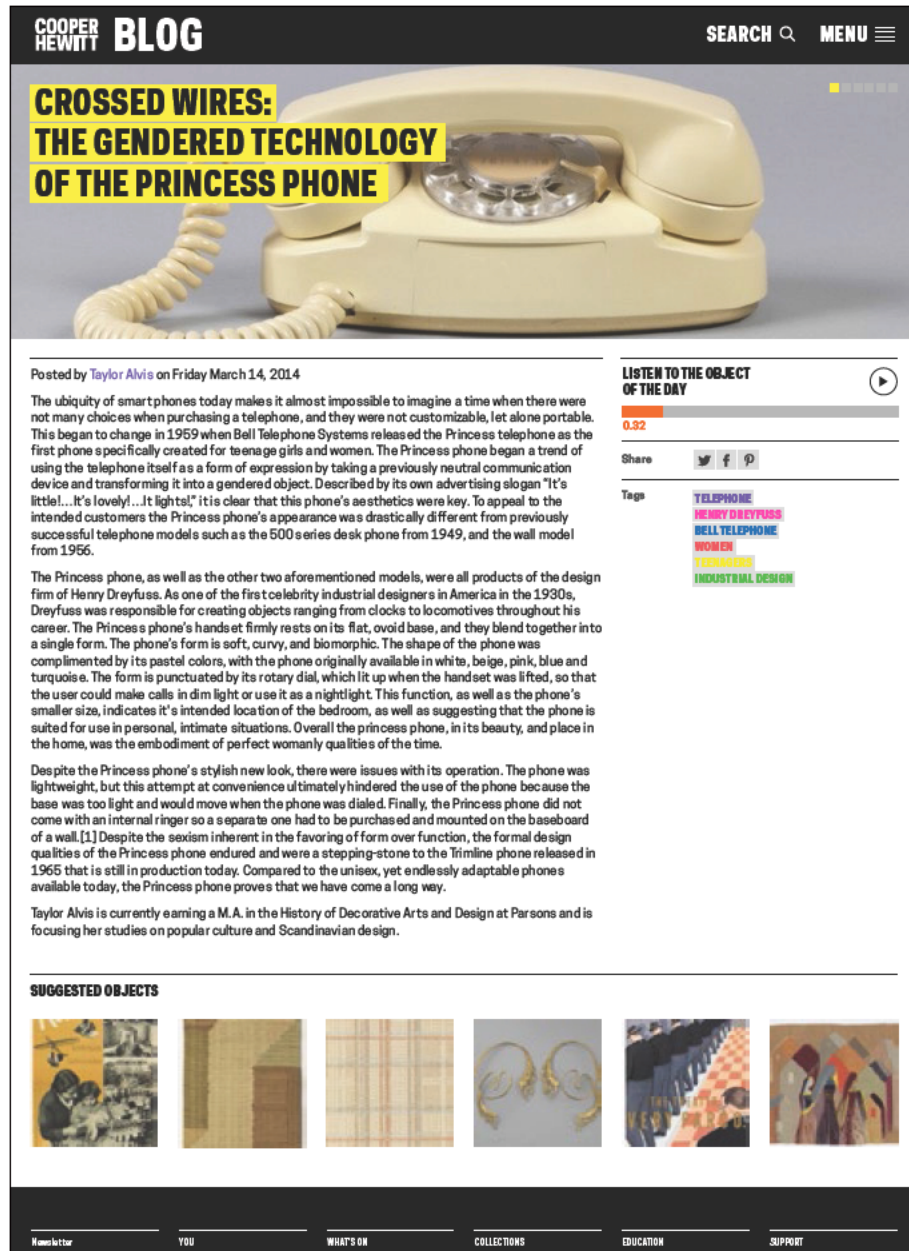 COOPER
HEWITT BLOG
SEARCH
MENU
CROSSED WIRES:
THE GENDERED TECHNOLOGY
OF THE PRINCESS PHONE
Posted by Taylor Alvis on Friday March 14, 2014
The ubiquity of smartphones today makes it almost impossible to imagine a time when there were
not many choices when purchasing a telephone, and they were not customizable, let alone portable.
This began to change in 1959 when Bell Telephone Systems released the Princess telephone as the
first phone specifically created for teenage girls and women. The Princess phone began a trend of
using the telephone itself as a form of expression by taking a previously neutral communication
device and transforming it into a gendered object. Described by its own advertising slogan "It's
little!...It's lovely!...It lights!," it is clear that this phone's aesthetics were key. To appeal to the
intended customers the Princess phone's appearance was drastically different from previously
successful telephone models such as the 500 series desk phone from 1949, and the wall model
from 1956.
The Princess phone, as well as the other two aforementioned models, were all products of the design
firm of Henry Dreyfuss. As one of the first celebrity industrial designers in America in the 1930s,
Dreyfuss was responsible for creating objects ranging from clocks to locomotives throughout his
career. The Princess phone's handset firmly rests on its flat, ovoid base, and they blend together into
a single form. The phone's form is soft, curvy, and biomorphic. The shape of the phone was
complimented by its pastel colors, with the phone originally available in white, beige, pink, blue and
turquoise. The form is punctuated by its rotary dial, which lit up when the handset was lifted, so that
the user could make calls in dim light or use it as a nightlight. This function, as well as the phone's
smaller size, indicates it's intended location of the bedroom, as well as suggesting that the phone is
suited for use in personal, intimate situations. Overall the princess phone, in its beauty, and place in
the home, was the embodiment of perfect womanly qualities of the time.
Despite the Princess phone's stylish new look, there were issues with its operation. The phone was
lightweight, but this attempt at convenience ultimately hindered the use of the phone because the
base was too light and would move when the phone was dialed. Finally, the Princess phone did not
come with an internal ringer so a separate one had to be purchased and mounted on the baseboard
of a wall.[1] Despite the sexism inherent in the favoring of form over function, the formal design
qualities of the Princess phone endured and were a stepping-stone to the Trimline phone released in
1965 that is still in production today. Compared to the unisex, yet endlessly adaptable phones
available today, the Princess phone proves that we have come a long way.
Taylor Alvis is currently earning a M.A. in the History of Decorative Arts and Design at Parsons and is
focusing her studies on popular culture and Scandinavian design.
LISTEN TO THE OBJECT
OF THE DAY
0.32
Share
Tags
TELEPHONE
HENRY DREYFUSS
BELL TELEPHONE
WOMEN
TEENAGERS
INDUSTRIAL DESIGN
SUGGESTED OBJECTS
VERY
Newsletter
YOU
WHAT'S ON
COLLECTIONS
EDUCATION
SUPPORT